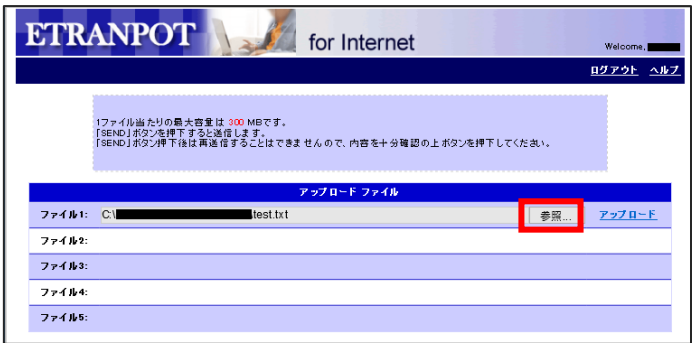 ETRANPOT for Internet
Welcome,
ログアウト ヘルプ
1ファイル当たりの最大容量は 300 MBです。
「SEND」ボタンを押下すると送信します。
「SEND」ボタン押下後は再送信することはできませんので、内容を十分確認の上ボタンを押下してください。
アップロード ファイル
ファイル1: C:\ \test.txt 参照... アップロード
ファイル2:
ファイル3:
ファイル4:
ファイル5: